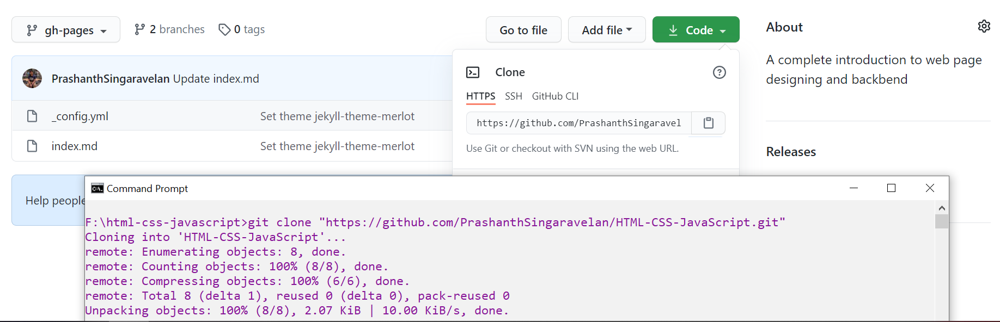 gh-pages 2 branches 0 tags Go to file Add file Code
About
A complete introduction to web page
designing and backbend
Releases
PrashanthSingaravelan Update index.md
_config.yml Set theme jekyll-theme-merlot
index.md Set theme jekyll-theme-merlot
Clone
HTTPS SSH GitHub CLI
https://github.com/PrashanthSingaravel
Use Git or checkout with SVN using the web URL.
Help people
C:\. Command Prompt
F:\html-css-javascript>git clone "https://github.com/PrashanthSingaravelan/HTML-CSS-JavaScript.git"
Cloning into 'HTML-CSS-JavaScript'...
remote: Enumerating objects: 8, done.
remote: Counting objects: 100% (8/8), done.
remote: Compressing objects: 100% (6/6), done.
remote: Total 8 (delta 1), reused 0 (delta 0), pack-reused 0
Unpacking objects: 100% (8/8), 2.07 KiB | 10.00 KiB/s, done.